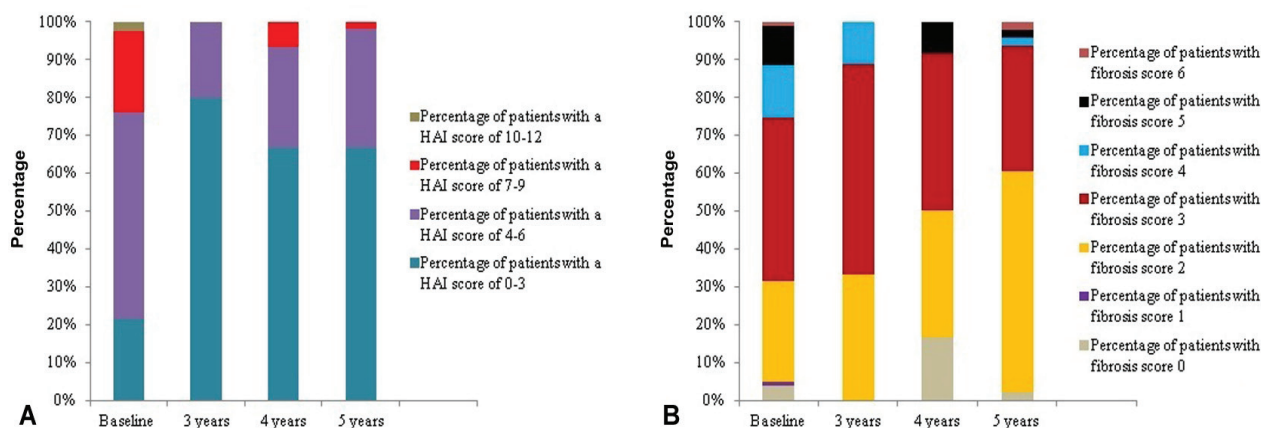 Percentage
100%
90%
80%
70%
60%
50%
40%
30%
20%
10%
0%
Baseline 3 years 4 years 5 years
A
Percentage of patients with a
HAI score of 10-12
Percentage of patients with a
HAI score of 7-9
Percentage of patients with a
HAI score of 4-6
Percentage of patients with a
HAI score of 0-3
Percentage
100%
90%
80%
70%
60%
50%
40%
30%
20%
10%
0%
Baseline 3 years 4 years 5 years
B
Percentage of patients with
fibrosis score 6
Percentage of patients with
fibrosis score 5
Percentage of patients with
fibrosis score 4
Percentage of patients with
fibrosis score 3
Percentage of patients with
fibrosis score 2
Percentage of patients with
fibrosis score 1
Percentage of patients with
fibrosis score 0